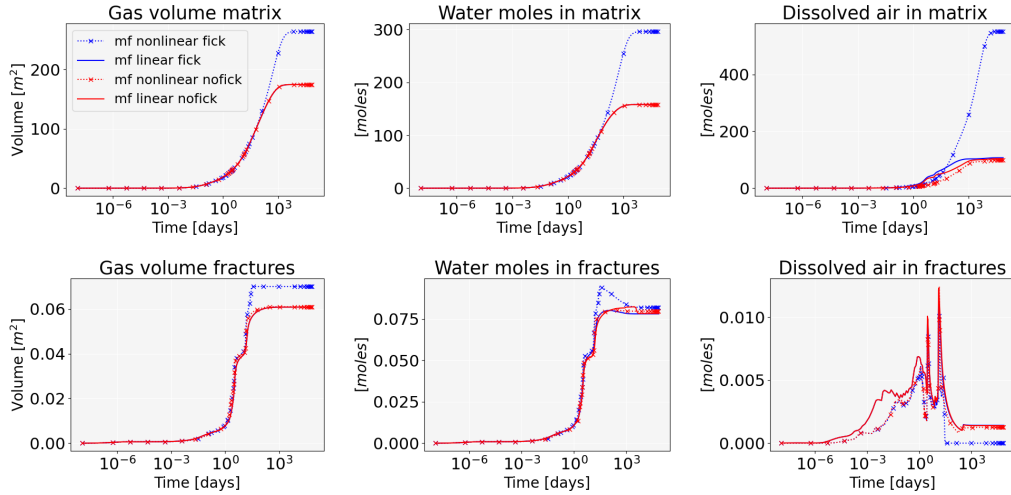 Gas volume matrix
Volume [m²]
200
100
0
mf nonlinear fick
mf linear fick
mf nonlinear nofick
mf linear nofick
10⁻⁶ 10⁻³ 10⁰ 10³
Time [days]
Water moles in matrix
[moles]
300
200
100
0
10⁻⁶ 10⁻³ 10⁰ 10³
Time [days]
Dissolved air in matrix
[moles]
400
200
0
10⁻⁶ 10⁻³ 10⁰ 10³
Time [days]
Gas volume fractures
Volume [m²]
0.06
0.04
0.02
0.00
10⁻⁶ 10⁻³ 10⁰ 10³
Time [days]
Water moles in fractures
[moles]
0.075
0.050
0.025
0.000
10⁻⁶ 10⁻³ 10⁰ 10³
Time [days]
Dissolved air in fractures
[moles]
0.010
0.005
0.000
10⁻⁶ 10⁻³ 10⁰ 10³
Time [days]